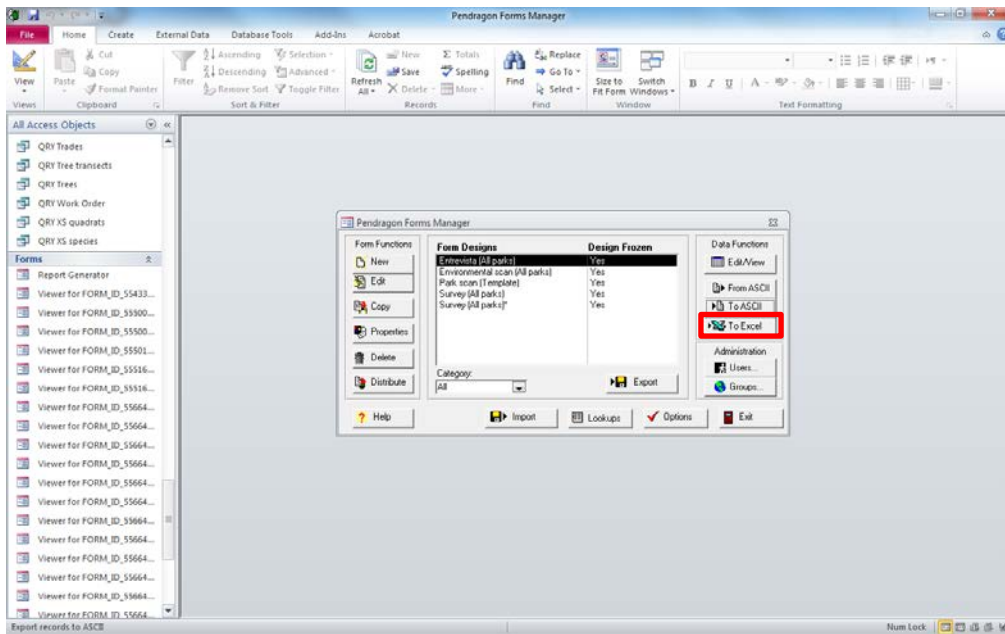 Pendragon Forms Manager
File Home Create External Data Database Tools Add-Ins Acrobat
View
Views
Paste
Cut
Copy
Format Painter
Clipboard
Filter
Ascending
Descending
Remove Sort
Selection
Advanced
Toggle Filter
Sort & Filter
Refresh All
New
Save
Delete
Totals
Spelling
More
Records
Find
Replace
Go To
Select
Find
Size to Fit Form
Switch Windows
Window
B I U A
Text Formatting
All Access Objects
QRY Trades
QRY Tree transects
QRY Trees
QRY Work Order
QRY XS quadrats
QRY XS species
Forms
Report Generator
Viewer for FORM_ID_55433...
Viewer for FORM_ID_55500...
Viewer for FORM_ID_55500...
Viewer for FORM_ID_55501...
Viewer for FORM_ID_55516...
Viewer for FORM_ID_55516...
Viewer for FORM_ID_55664...
Viewer for FORM_ID_55664...
Viewer for FORM_ID_55664...
Viewer for FORM_ID_55664...
Viewer for FORM_ID_55664...
Viewer for FORM_ID_55664...
Viewer for FORM_ID_55664...
Viewer for FORM_ID_55664...
Viewer for FORM_ID_55664...
Viewer for FORM_ID_55664...
Viewer for FORM_ID_55664...
Viewer for FORM_ID_55664...
Pendragon Forms Manager
Form Functions
New
Edit
Copy
Properties
Delete
Distribute
Help
Form Designs Design Frozen
Entrevista (All parks) Yes
Environmental scan (All parks) Yes
Park scan (Template) Yes
Survey (All parks) Yes
Survey (All parks)* Yes
Category:
All
Export
Import
Lookups
Options
Exit
Data Functions
Edit/View
From ASCII
To ASCII
To Excel
Administration
Users...
Groups...
Export records to ASCII
Num Lock